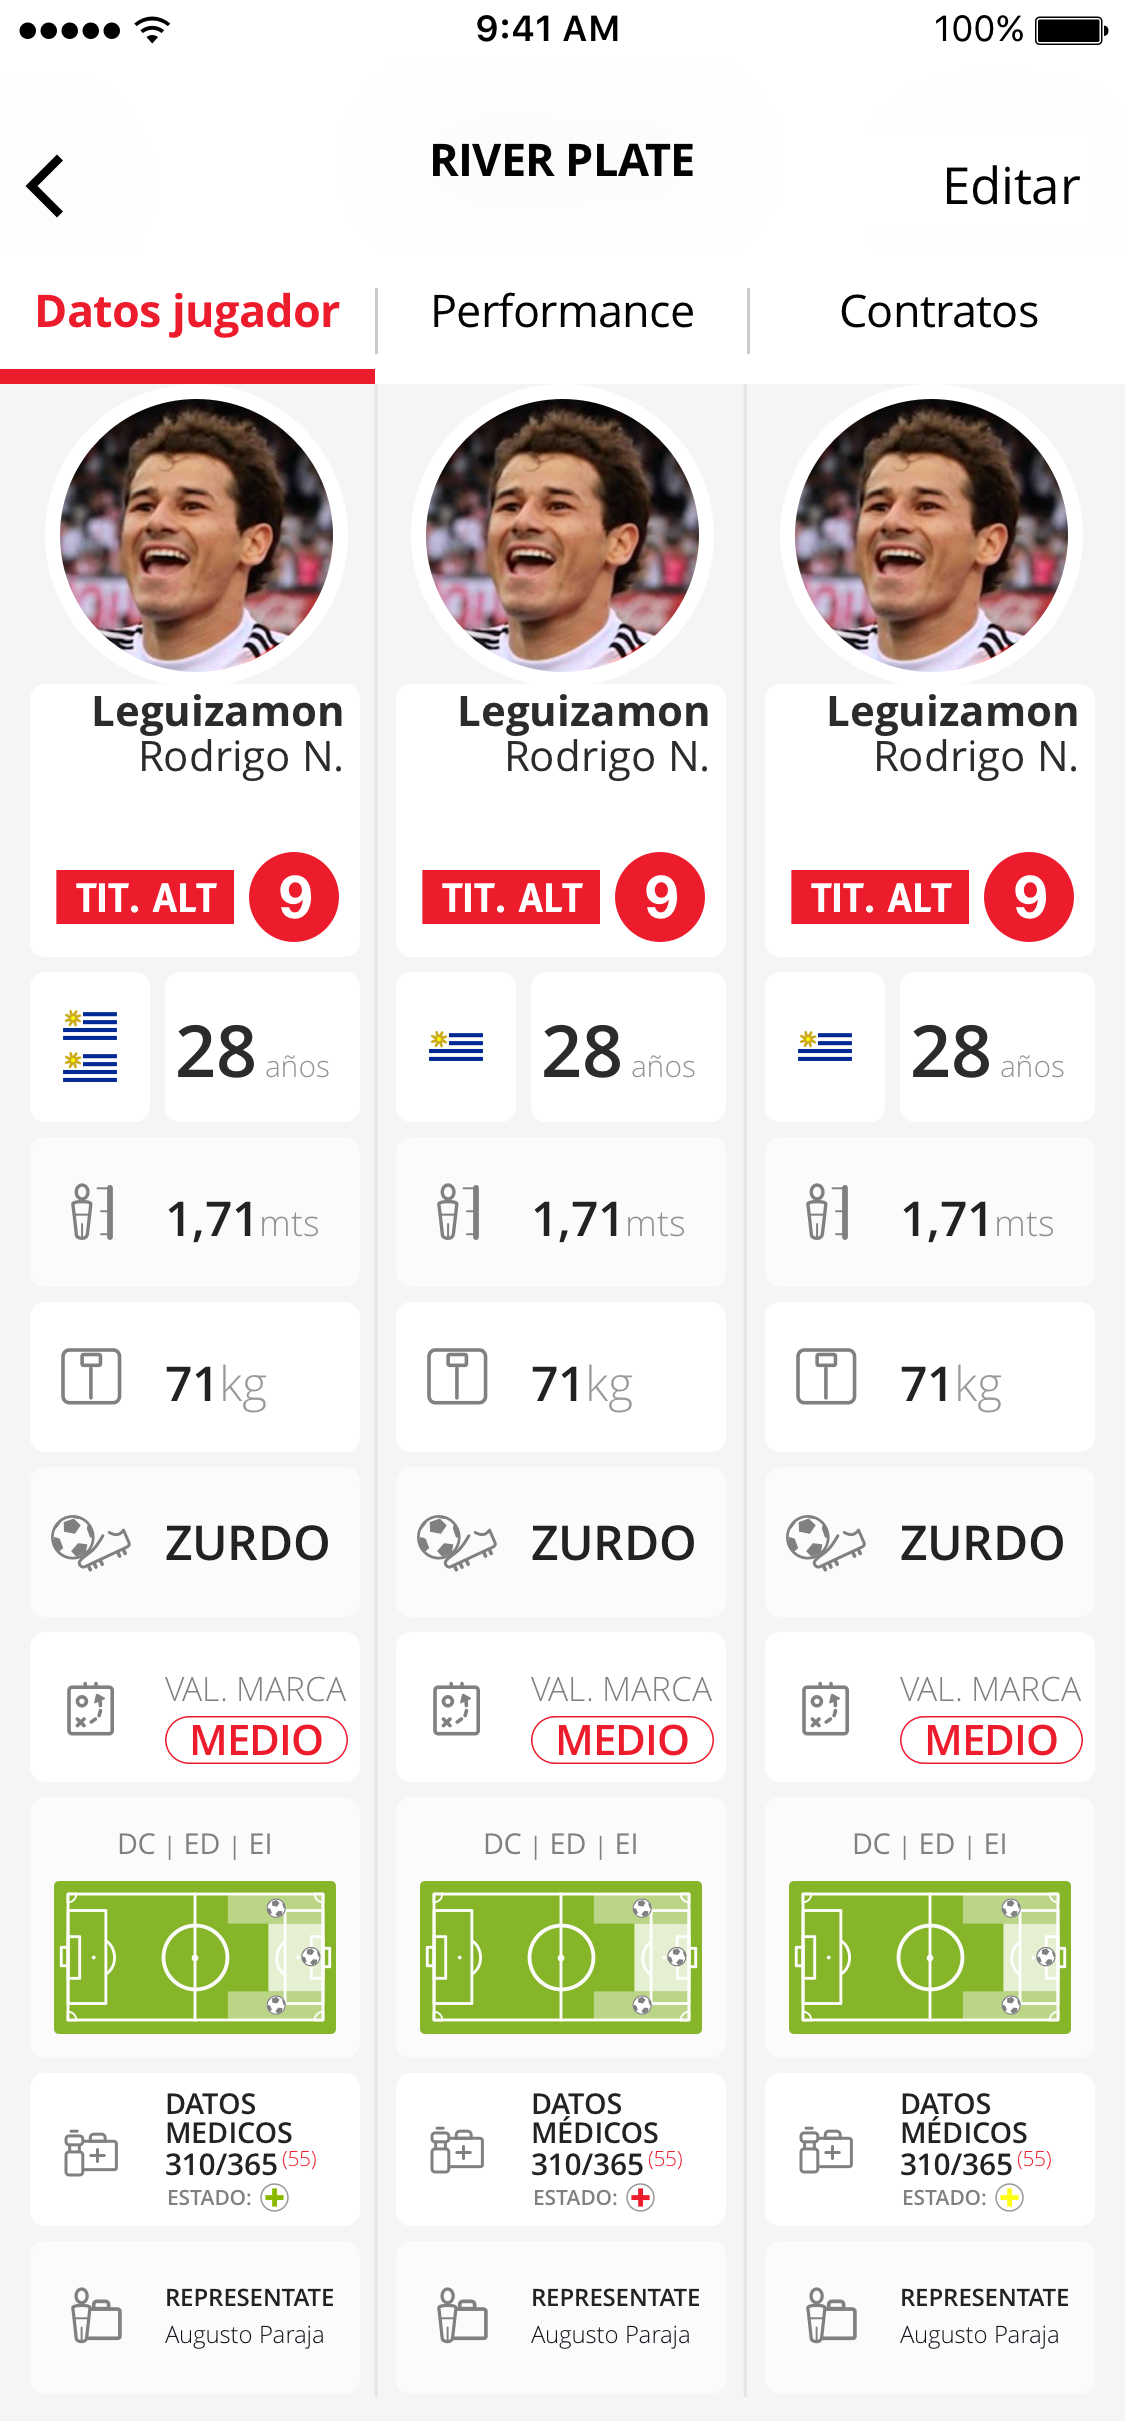 9:41 AM
100%
RIVER PLATE
Editar
Datos jugador
Performance
Contratos
Leguizamon
Rodrigo N.
TIT. ALT 9
28 años
1,71mts
71kg
ZURDO
VAL. MARCA
MEDIO
DC | ED | EI
DATOS
MEDICOS
310/365 (55)
ESTADO:
REPRESENTATE
Augusto Paraja
Leguizamon
Rodrigo N.
TIT. ALT 9
28 años
1,71mts
71kg
ZURDO
VAL. MARCA
MEDIO
DC | ED | EI
DATOS
MÉDICOS
310/365 (55)
ESTADO:
REPRESENTATE
Augusto Paraja
Leguizamon
Rodrigo N.
TIT. ALT 9
28 años
1,71mts
71kg
ZURDO
VAL. MARCA
MEDIO
DC | ED | EI
DATOS
MÉDICOS
310/365 (55)
ESTADO:
REPRESENTATE
Augusto Paraja